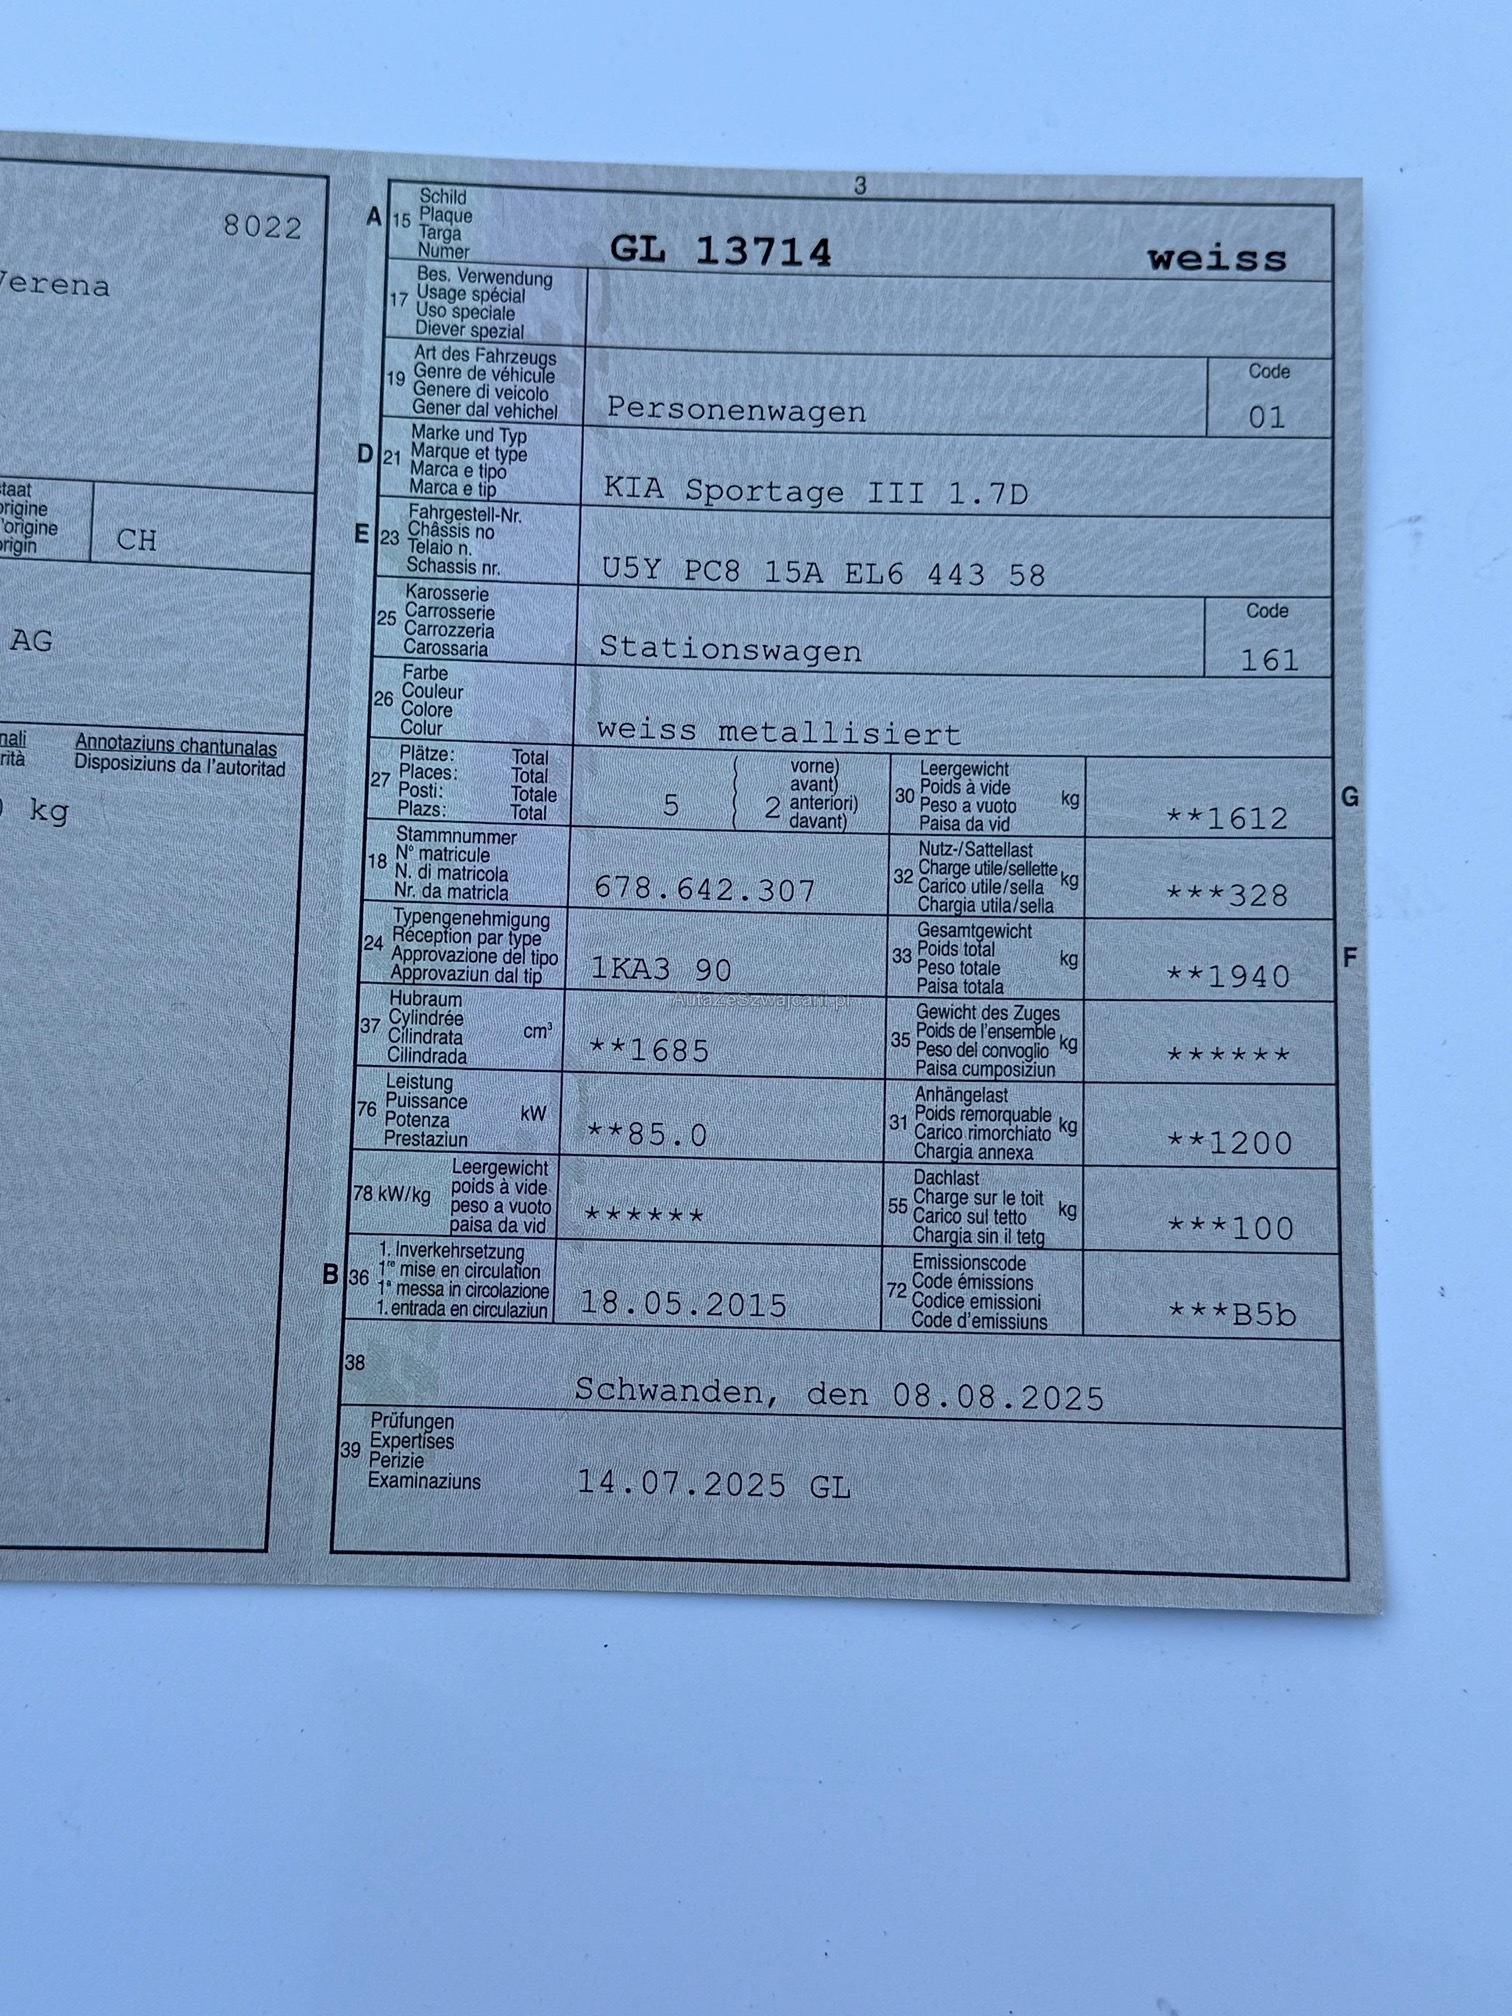 8022
Verena
staat
origine
d'origine
origin
CH
AG
Annotaziuns chantunalas
Disposiziuns da l'autoritad
kg
3
A 15 Schild
Plaque
Targa
Numer
GL 13714 weiss
17 Bes. Verwendung
Usage spécial
Uso speciale
Diever spezial
19 Art des Fahrzeugs
Genre de véhicule
Genere di veicolo
Gener dal vehichel
Personenwagen
Code
01
D 21 Marke und Typ
Marque et type
Marca e tipo
Marca e tip
KIA Sportage III 1.7D
E 23 Fahrgestell-Nr.
Châssis no
Telaio n.
Schassis nr.
U5Y PC8 15A EL6 443 58
25 Karosserie
Carrosserie
Carrozzeria
Carossaria
Stationswagen
Code
161
26 Farbe
Couleur
Colore
Colur
weiss metallisiert
27 Plätze: Total
Places: Total
Posti: Totale
Plazs: Total
5
2
vorne)
avant)
anteriori)
davant)
30 Leergewicht
Poids à vide
Peso a vuoto
Paisa da vid
kg
**1612
G
18 Stammnummer
N° matricule
N. di matricola
Nr. da matricla
678.642.307
32 Nutz-/Sattellast
Charge utile/sellette
Carico utile/sella
Chargia utila/sella
kg
***328
24 Typengenehmigung
Réception par type
Approvazione del tipo
Approvaziun dal tip
1KA3 90
33 Gesamtgewicht
Poids total
Peso totale
Paisa totala
kg
**1940
F
AutaZeSzwajcarii.pl
37 Hubraum
Cylindrée
Cilindrata
Cilindrada
cm³
**1685
35 Gewicht des Zuges
Poids de l'ensemble
Peso del convoglio
Paisa cumposiziun
kg
******
76 Leistung
Puissance
Potenza
Prestaziun
kW
**85.0
31 Anhängelast
Poids remorquable
Carico rimorchiato
Chargia annexa
kg
**1200
78 kW/kg
Leergewicht
poids à vide
peso a vuoto
paisa da vid
******
55 Dachlast
Charge sur le toit
Carico sul tetto
Chargia sin il tetg
kg
***100
B 36 1. Inverkehrsetzung
1re mise en circulation
1a messa in circolazione
1. entrada en circulaziun
18.05.2015
72 Emissionscode
Code émissions
Codice emissioni
Code d'emissiuns
***B5b
38
Schwanden, den 08.08.2025
39 Prüfungen
Expertises
Perizie
Examinaziuns
14.07.2025 GL